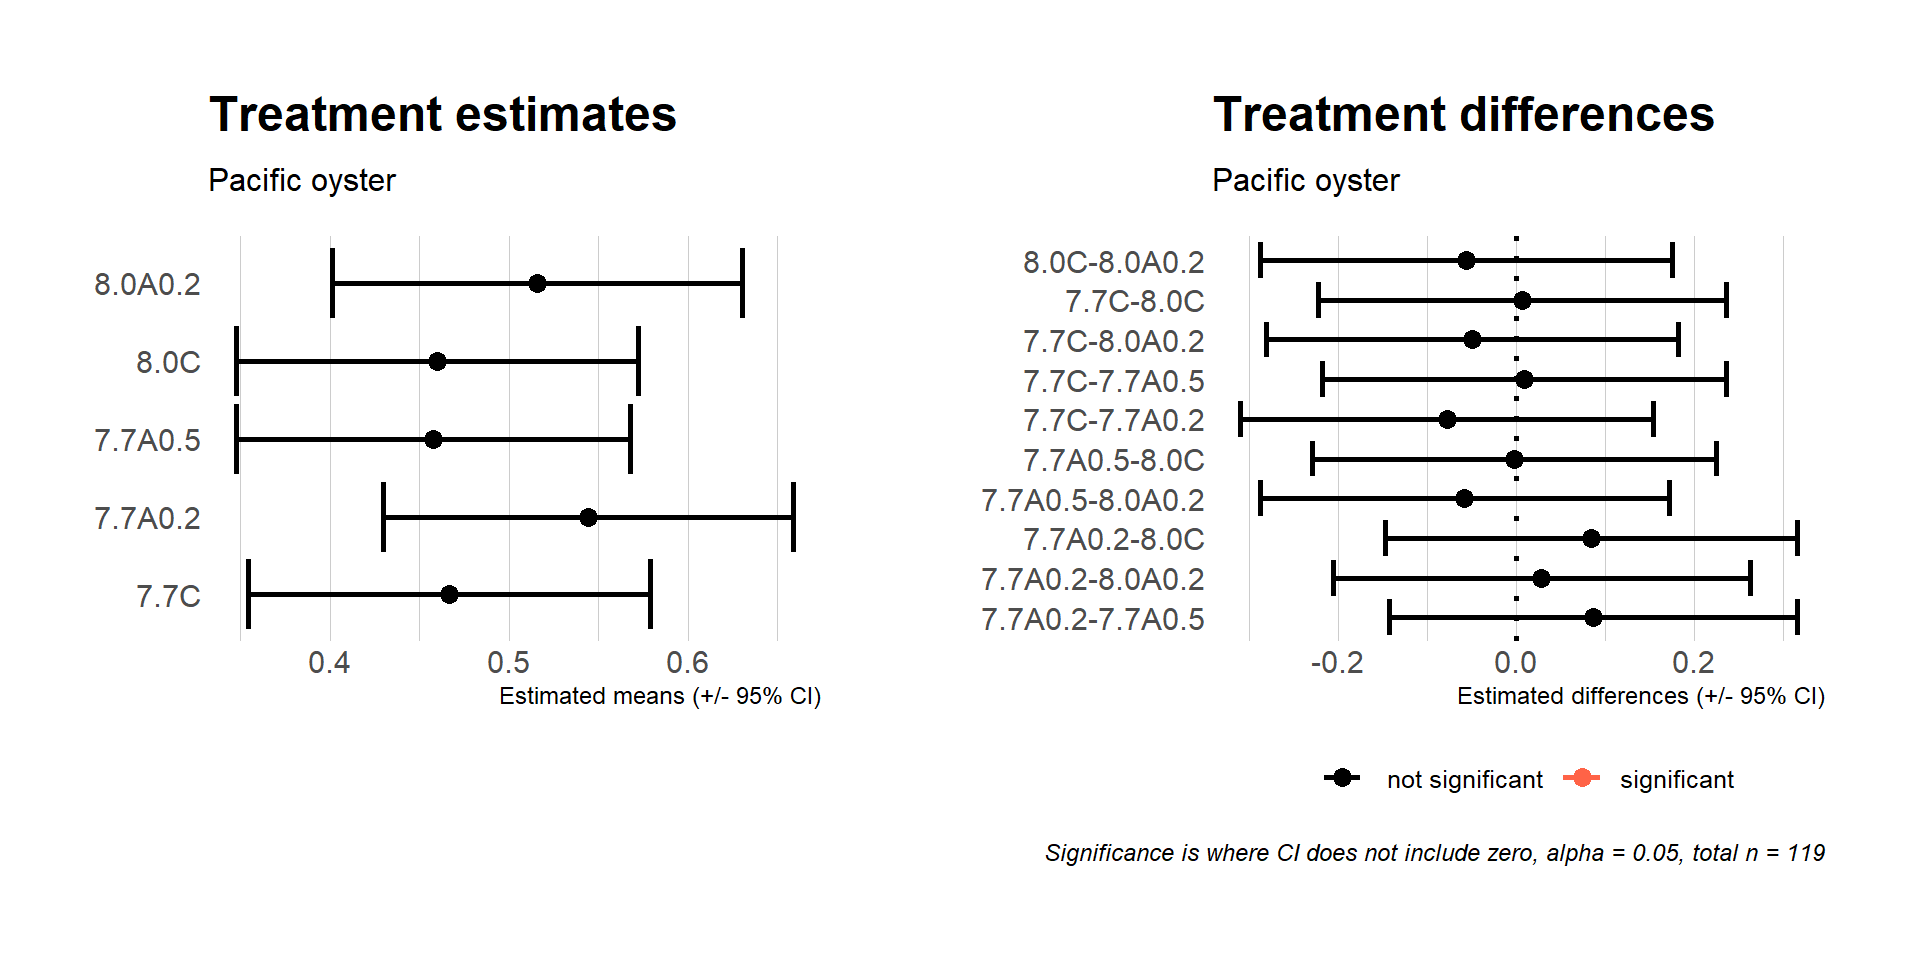 Treatment estimates
Pacific oyster
8.0A0.2
8.0C
7.7A0.5
7.7A0.2
7.7C
0.4 0.5 0.6
Estimated means (+/- 95% CI)
Treatment differences
Pacific oyster
8.0C-8.0A0.2
7.7C-8.0C
7.7C-8.0A0.2
7.7C-7.7A0.5
7.7C-7.7A0.2
7.7A0.5-8.0C
7.7A0.5-8.0A0.2
7.7A0.2-8.0C
7.7A0.2-8.0A0.2
7.7A0.2-7.7A0.5
-0.2 0.0 0.2
Estimated differences (+/- 95% CI)
not significant significant
Significance is where CI does not include zero, alpha = 0.05, total n = 119